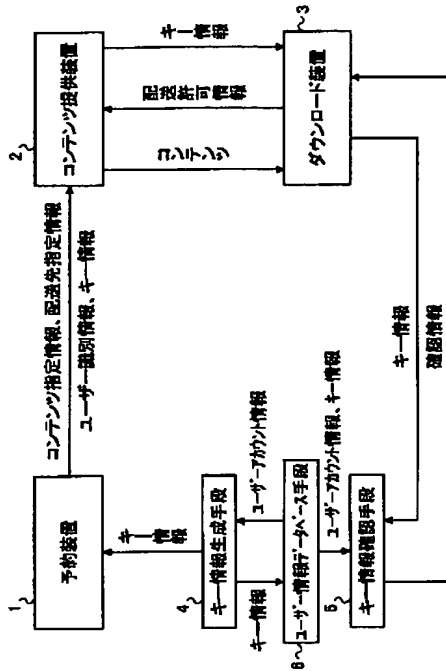 1
予約装置
コンテンツ指定情報、配送先指定情報
ユーザー識別情報、キー情報
2
コンテンツ提供装置
キー情報
4
キー情報生成手段
キー情報
ユーザーアカウント情報
キー情報
配送許可情報
コンテンツ
6
ユーザー情報データベース手段
ユーザーアカウント情報、キー情報
5
キー情報確認手段
3
ダウンロード装置
キー情報
確認情報